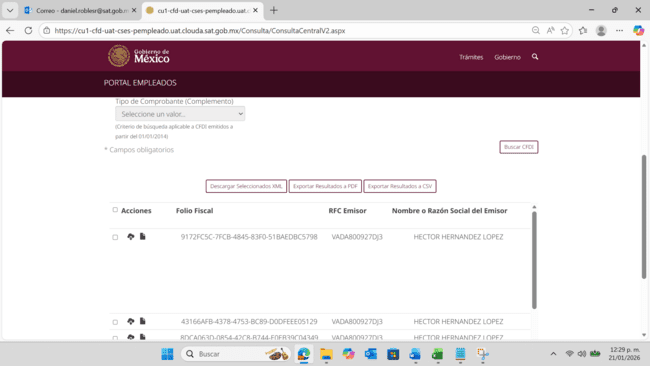 Correo - daniel.roblesr@sat.gob.m
cu1-cfd-uat-cses-pempleado.uat
https://cu1-cfd-uat-cses-pempleado.uat.clouda.sat.gob.mx/Consulta/ConsultaCentralV2.aspx
Gobierno de
México
Trámites
Gobierno
PORTAL EMPLEADOS
Tipo de Comprobante (Complemento)
Seleccione un valor...
(Criterio de búsqueda aplicable a CFDI emitidos a
partir del 01/01/2014)
* Campos obligatorios
Buscar CFDI
Descargar Seleccionados XML
Exportar Resultados a PDF
Exportar Resultados a CSV
Acciones Folio Fiscal RFC Emisor Nombre o Razón Social del Emisor
9172FC5C-7FCB-4845-83F0-51BAEDBC5798 VADA800927DJ3 HECTOR HERNANDEZ LOPEZ
43166AFB-4378-4753-BC89-D0DFEEE05129 VADA800927DJ3 HECTOR HERNANDEZ LOPEZ
VADA800927DJ3 HECTOR HERNANDEZ LOPEZ
Buscar
12:29 p. m.
21/01/2026